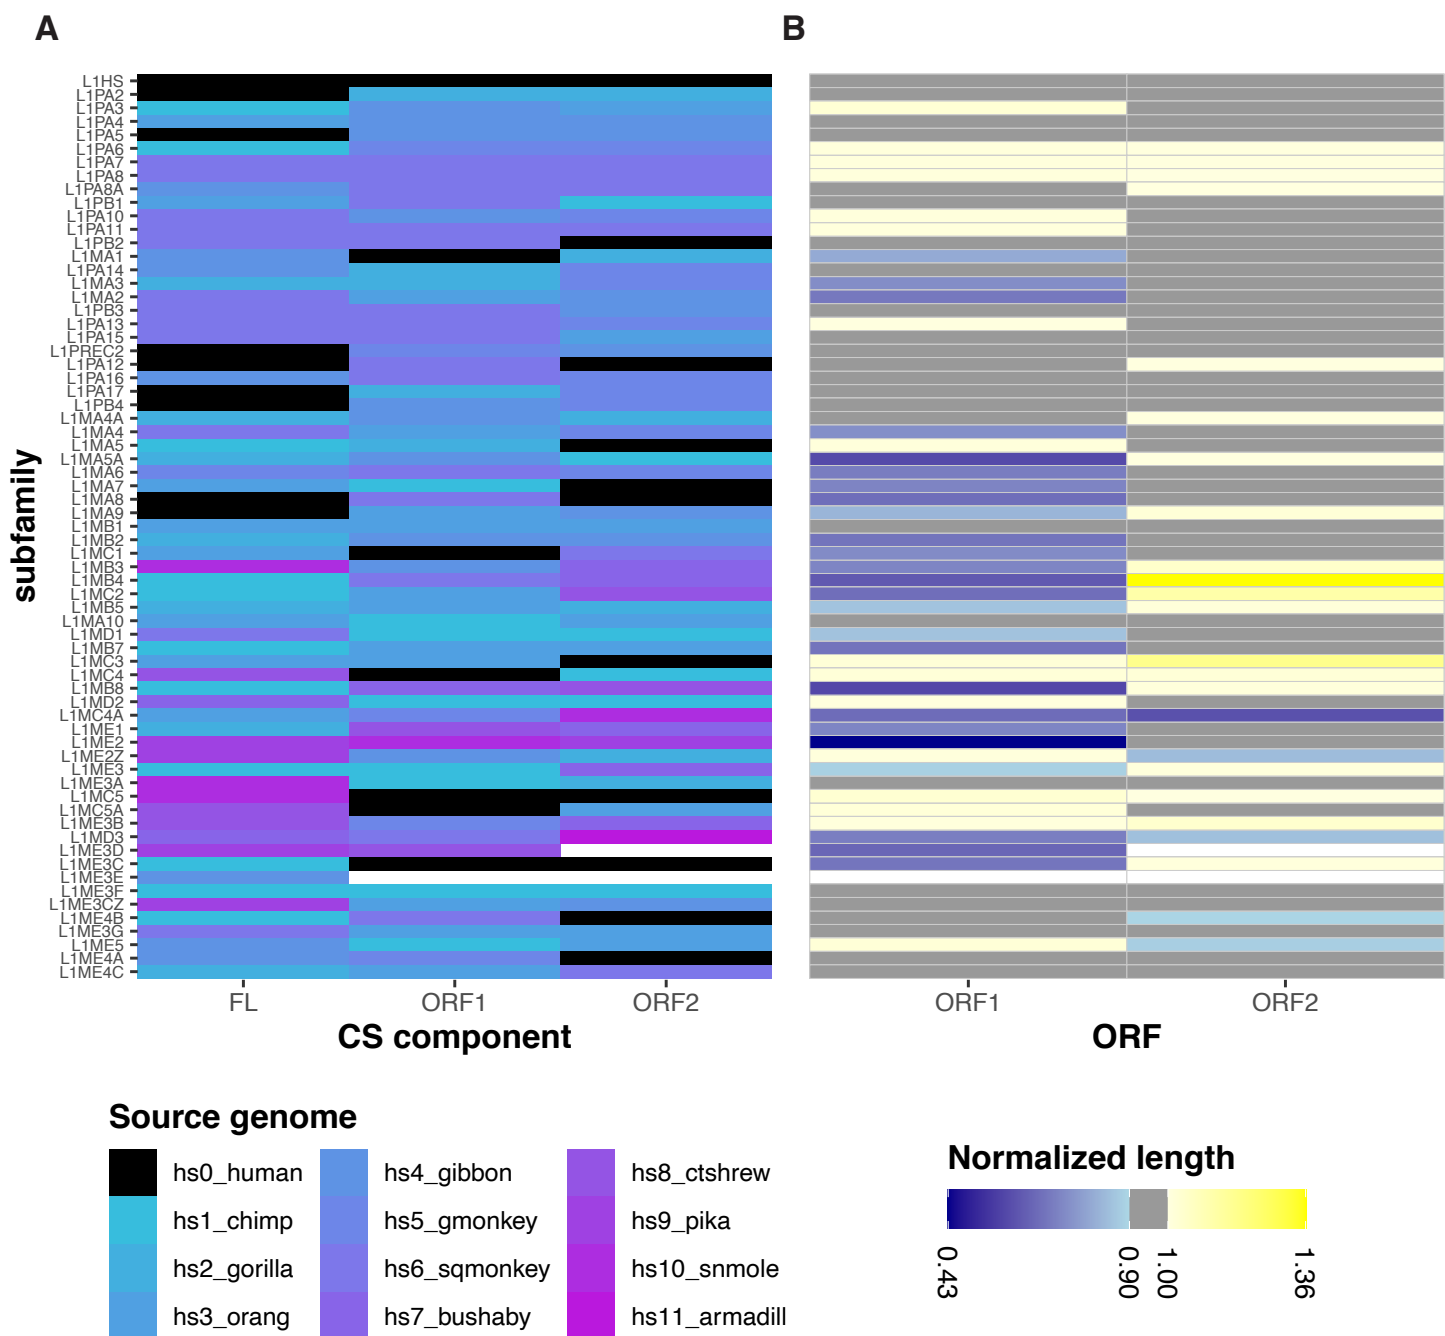 A
B
L1HS
L1PA2
L1PA3
L1PA4
L1PA5
L1PA6
L1PA7
L1PA8
L1PA8A
L1PB1
L1PA10
L1PA11
L1PB2
L1MA1
L1PA14
L1MA3
L1MA2
L1PB3
L1PA13
L1PA15
L1PREC2
L1PA12
L1PA16
L1PA17
L1PB4
L1MA4A
L1MA4
L1MA5
L1MA5A
L1MA6
L1MA7
L1MA8
L1MA9
L1MB1
L1MB2
L1MC1
L1MB3
L1MB4
L1MC2
L1MB5
L1MA10
L1MD1
L1MB7
L1MC3
L1MC4
L1MB8
L1MD2
L1MC4A
L1ME1
L1ME2
L1ME2Z
L1ME3
L1ME3A
L1MC5
L1MC5A
L1ME3B
L1MD3
L1ME3D
L1ME3C
L1ME3E
L1ME3F
L1ME3CZ
L1ME4B
L1ME3G
L1ME5
L1ME4A
L1ME4C
subfamily
FL ORF1 ORF2
CS component
ORF1 ORF2
ORF
Source genome
hs0_human hs4_gibbon hs8_ctshrew
hs1_chimp hs5_gmonkey hs9_pika
hs2_gorilla hs6_sqmonkey hs10_snmole
hs3_orang hs7_bushaby hs11_armadill
Normalized length
0.43 0.90 1.00 1.36